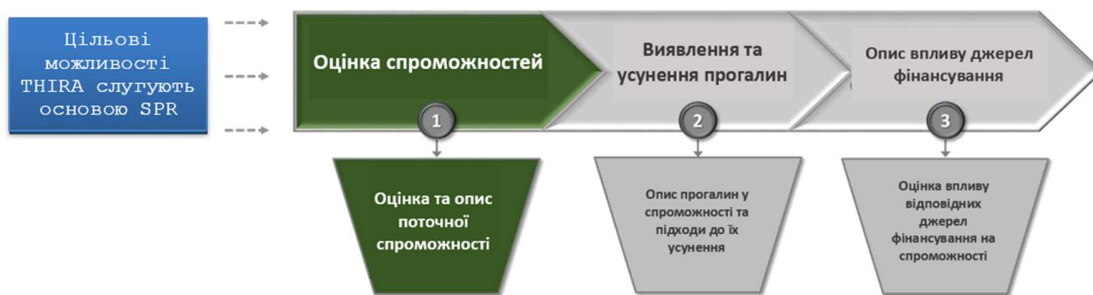 Цільові
можливості
THIRA слугують
основою SPR
Оцінка спроможностей
Виявлення та
усунення прогалин
Опис впливу джерел
фінансування
1
2
3
Оцінка та опис
поточної
спроможності
Опис прогалин у
спроможності та
підходи до їх
усунення
Оцінка впливу
відповідних
джерел
фінансування на
спроможності